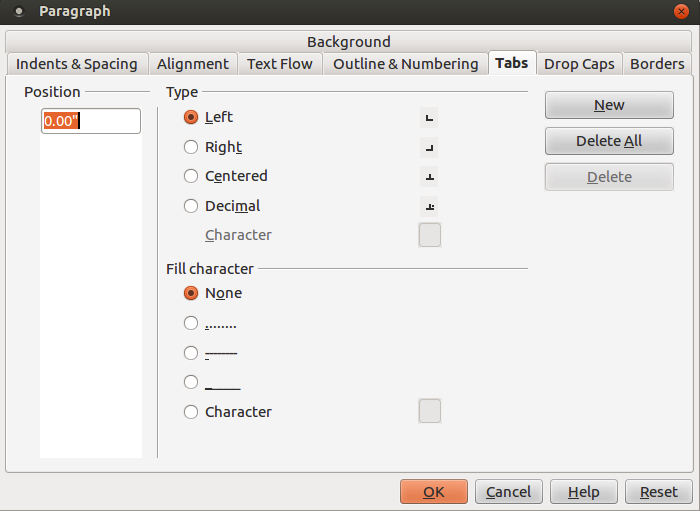 Paragraph
Background
Indents & Spacing Alignment Text Flow Outline & Numbering Tabs Drop Caps Borders
Position
0.00"
Type
Left
Right
Centered
Decimal
Character
Fill character
None
........
--------
________
Character
New
Delete All
Delete
OK Cancel Help Reset